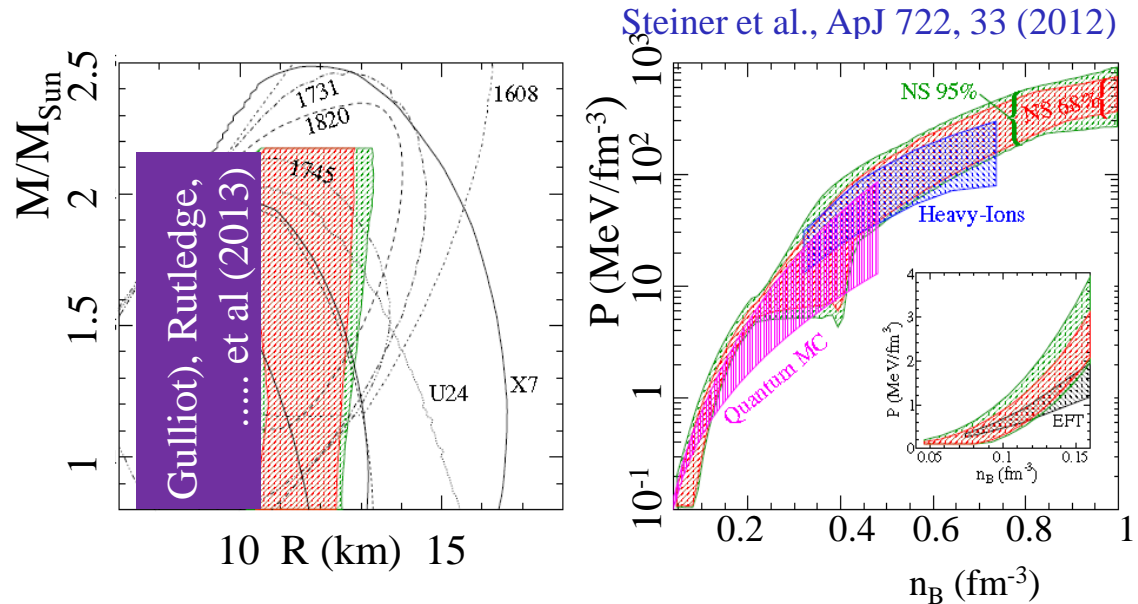 Steiner et al., ApJ 722, 33 (2012)
M/M_Sun
2.5
2
1.5
1
1731
1820
1745
1608
U24
X7
Gulliot), Rutledge,
..... et al (2013)
10 R (km) 15
P (MeV/fm⁻³)
10³
10²
10
1
10⁻¹
NS 95%
NS 68%
Heavy-Ions
Quantum MC
P (MeV/fm³)
4
3
2
1
0
EFT
0.05 0.1 0.15
n_B (fm⁻³)
0.2 0.4 0.6 0.8 1
n_B (fm⁻³)